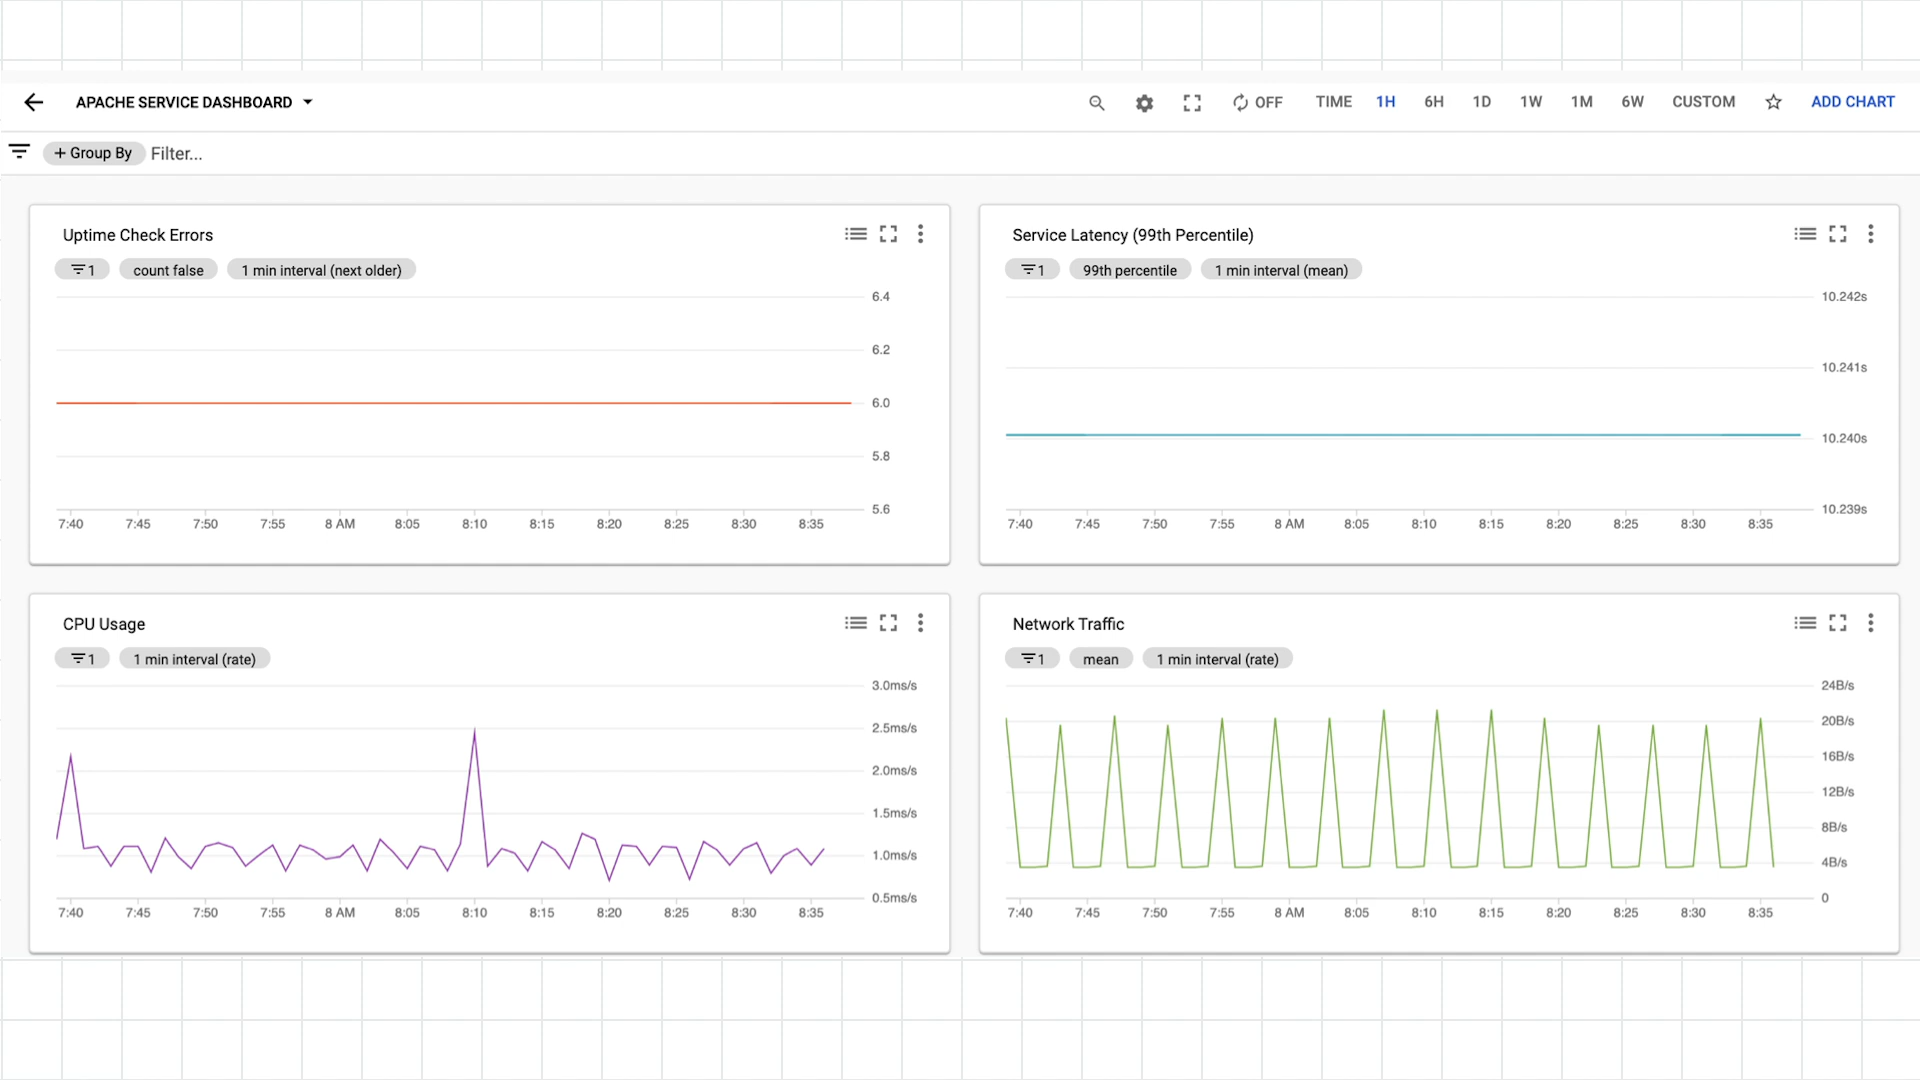 APACHE SERVICE DASHBOARD
OFF TIME 1H 6H 1D 1W 1M 6W CUSTOM ADD CHART
+ Group By Filter...
Uptime Check Errors
1 count false 1 min interval (next older)
6.4
6.2
6.0
5.8
5.6
7:40 7:45 7:50 7:55 8 AM 8:05 8:10 8:15 8:20 8:25 8:30 8:35
Service Latency (99th Percentile)
1 99th percentile 1 min interval (mean)
10.242s
10.241s
10.240s
10.239s
7:40 7:45 7:50 7:55 8 AM 8:05 8:10 8:15 8:20 8:25 8:30 8:35
CPU Usage
1 1 min interval (rate)
3.0ms/s
2.5ms/s
2.0ms/s
1.5ms/s
1.0ms/s
0.5ms/s
7:40 7:45 7:50 7:55 8 AM 8:05 8:10 8:15 8:20 8:25 8:30 8:35
Network Traffic
1 mean 1 min interval (rate)
24B/s
20B/s
16B/s
12B/s
8B/s
4B/s
0
7:40 7:45 7:50 7:55 8 AM 8:05 8:10 8:15 8:20 8:25 8:30 8:35